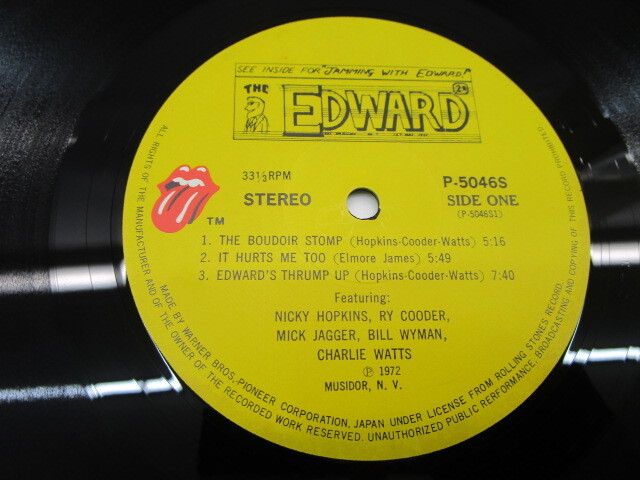 SEE INSIDE FOR "JAMMING WITH EDWARD!"
THE EDWARD
33⅓RPM
STEREO
TM
P-5046S
SIDE ONE
(P-5046S1)
1. THE BOUDOIR STOMP (Hopkins-Cooder-Watts) 5:16
2. IT HURTS ME TOO (Elmore James) 5:49
3. EDWARD'S THRUMP UP (Hopkins-Cooder-Watts) 7:40
Featuring:
NICKY HOPKINS, RY COODER,
MICK JAGGER, BILL WYMAN,
CHARLIE WATTS
Ⓟ 1972
MUSIDOR, N. V.
MADE BY WARNER BROS.-PIONEER CORPORATION, JAPAN UNDER LICENSE FROM ROLLING STONES RECORD.
ALL RIGHTS OF THE MANUFACTURER AND OF THE OWNER OF THE RECORDED WORK RESERVED. UNAUTHORIZED PUBLIC RERFORMANCE, BROADCASTING AND COPYING OF THIS RECORD PROHIBITED.